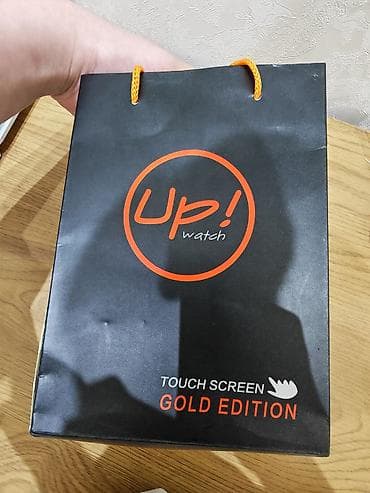 Up!
watch
TOUCH SCREEN
GOLD EDITION